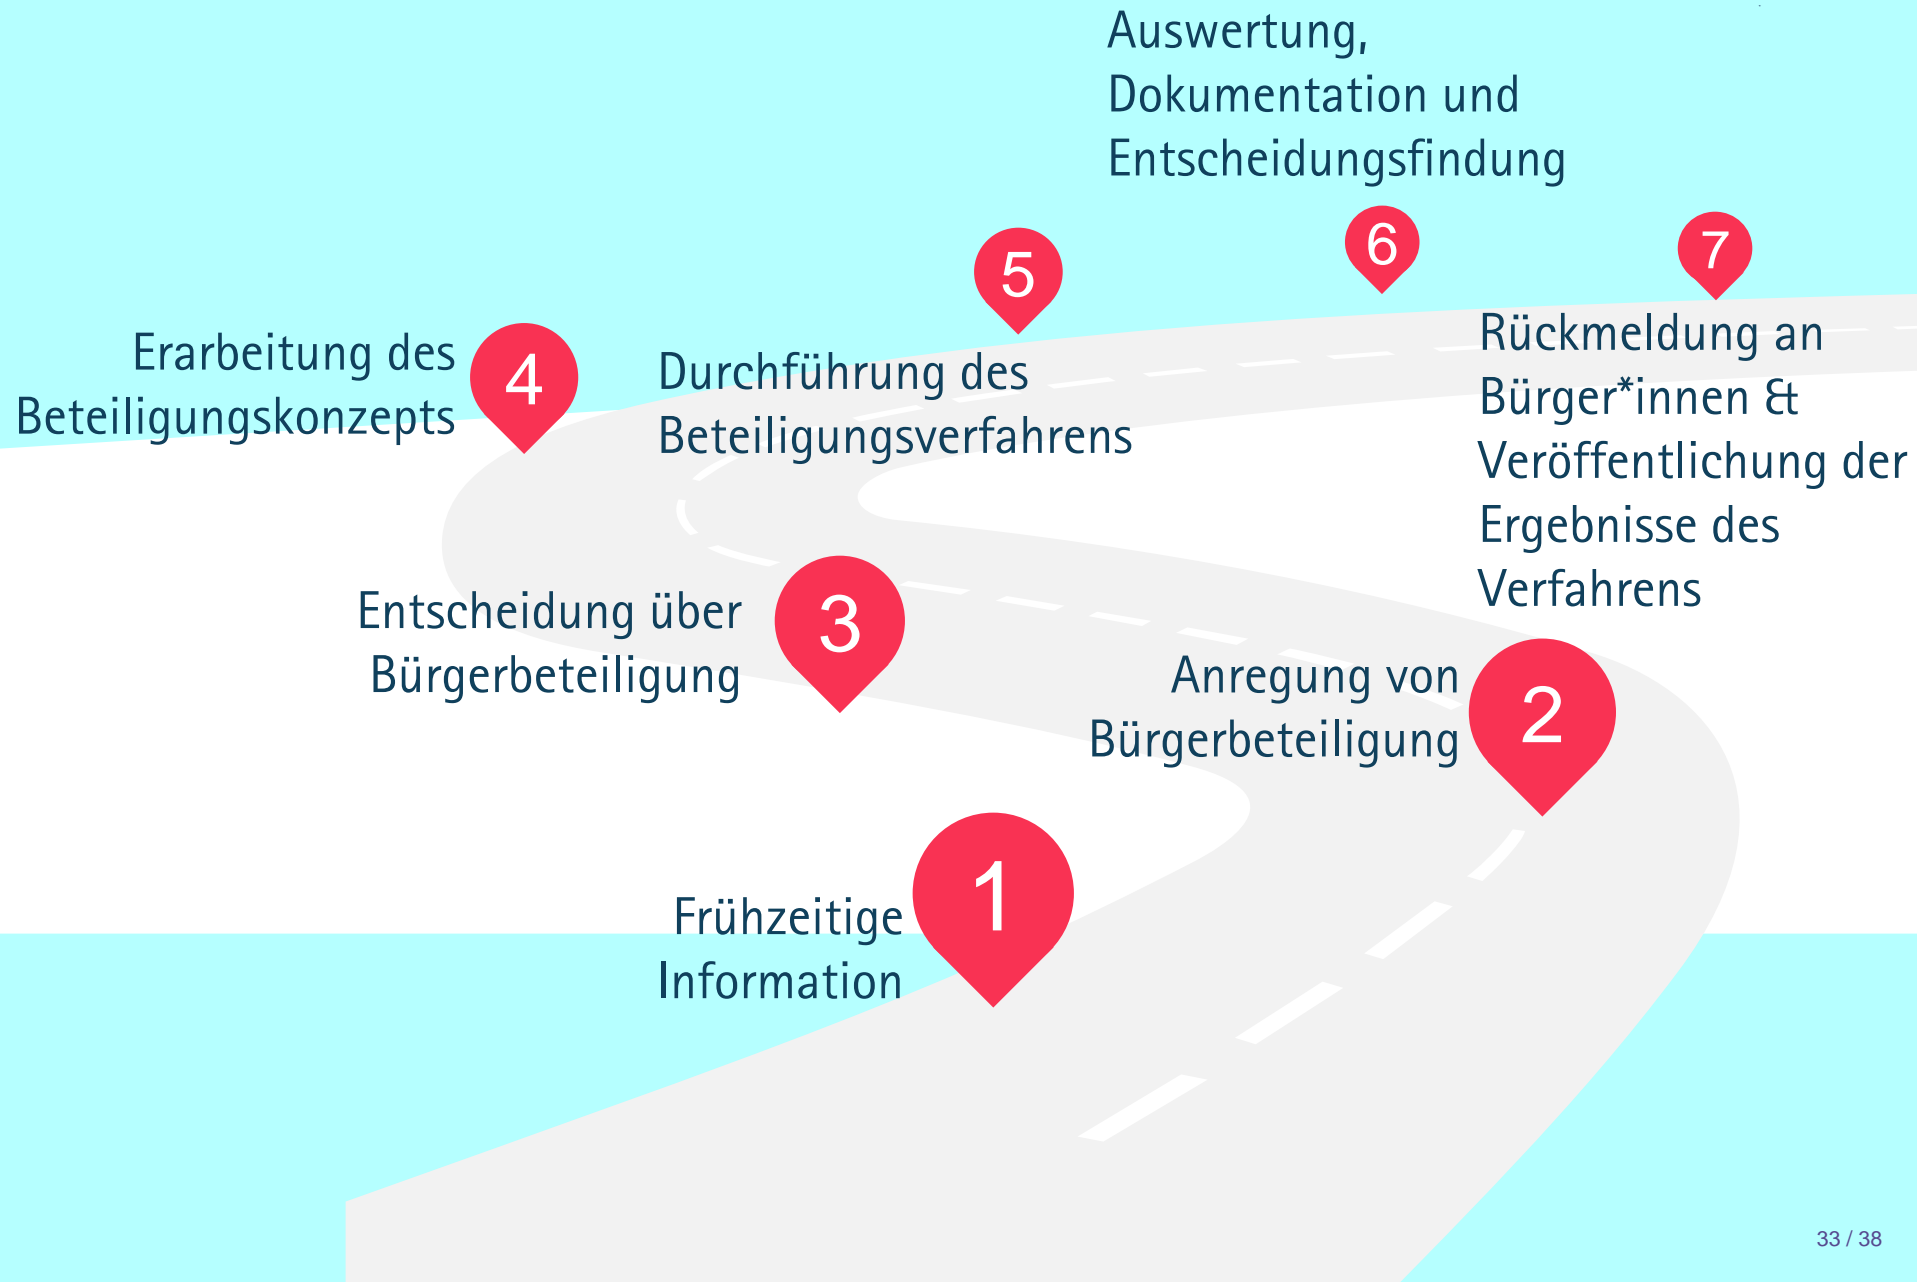 Auswertung,
Dokumentation und
Entscheidungsfindung
6
7
5
Rückmeldung an
Bürger*innen &
Veröffentlichung der
Ergebnisse des
Verfahrens
Erarbeitung des
Beteiligungskonzepts
4
Durchführung des
Beteiligungsverfahrens
Entscheidung über
Bürgerbeteiligung
3
Anregung von
Bürgerbeteiligung
2
Frühzeitige
Information
1
33 / 38